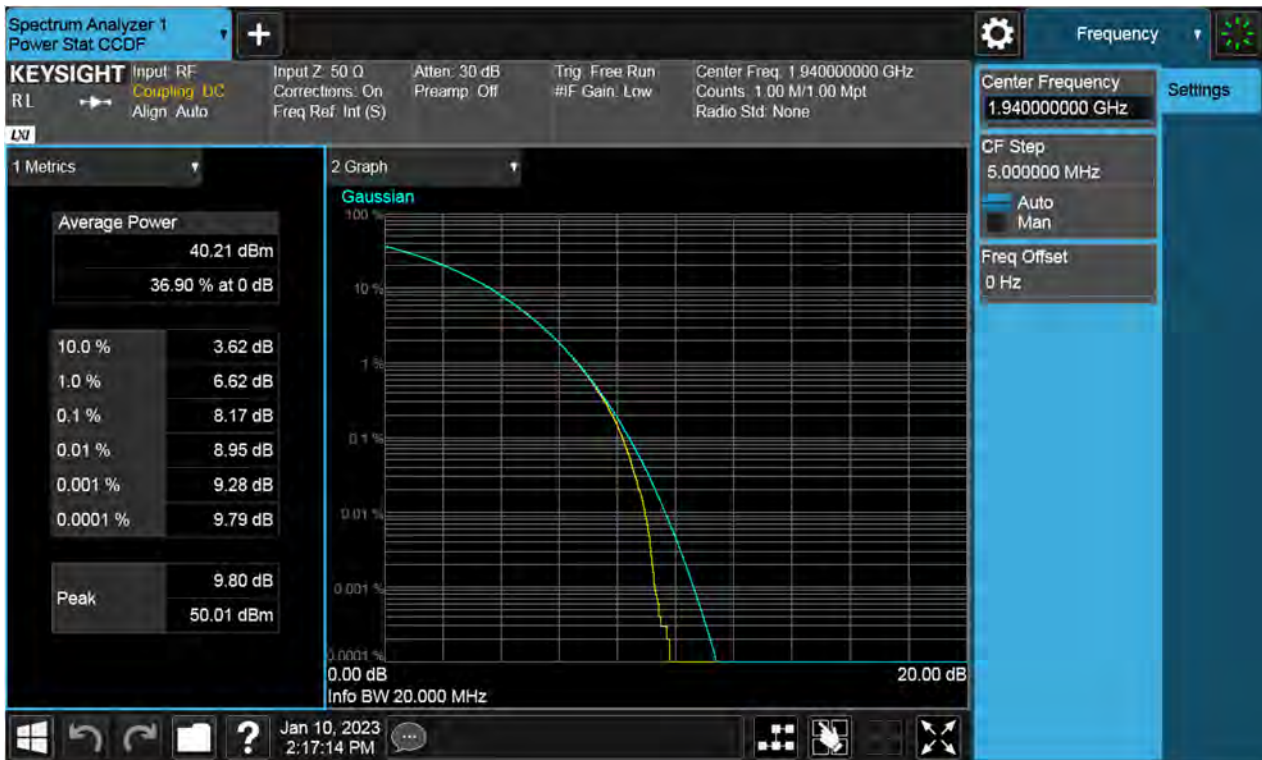 Spectrum Analyzer 1
Power Stat CCDF
Frequency
KEYSIGHT
RL
LXI
Input: RF
Coupling: DC
Align: Auto
Input Z: 50 Ω
Corrections: On
Freq Ref: Int (S)
Atten: 30 dB
Preamp: Off
Trig: Free Run
#IF Gain: Low
Center Freq: 1.940000000 GHz
Counts: 1.00 M/1.00 Mpt
Radio Std: None
Center Frequency
1.940000000 GHz
Settings
CF Step
5.000000 MHz
Auto
Man
Freq Offset
0 Hz
1 Metrics
Average Power
40.21 dBm
36.90 % at 0 dB
10.0 % 3.62 dB
1.0 % 6.62 dB
0.1 % 8.17 dB
0.01 % 8.95 dB
0.001 % 9.28 dB
0.0001 % 9.79 dB
Peak
9.80 dB
50.01 dBm
2 Graph
Gaussian
100 %
10 %
1 %
0.1 %
0.01 %
0.001 %
0.0001 %
0.00 dB 20.00 dB
Info BW 20.000 MHz
?
Jan 10, 2023
2:17:14 PM